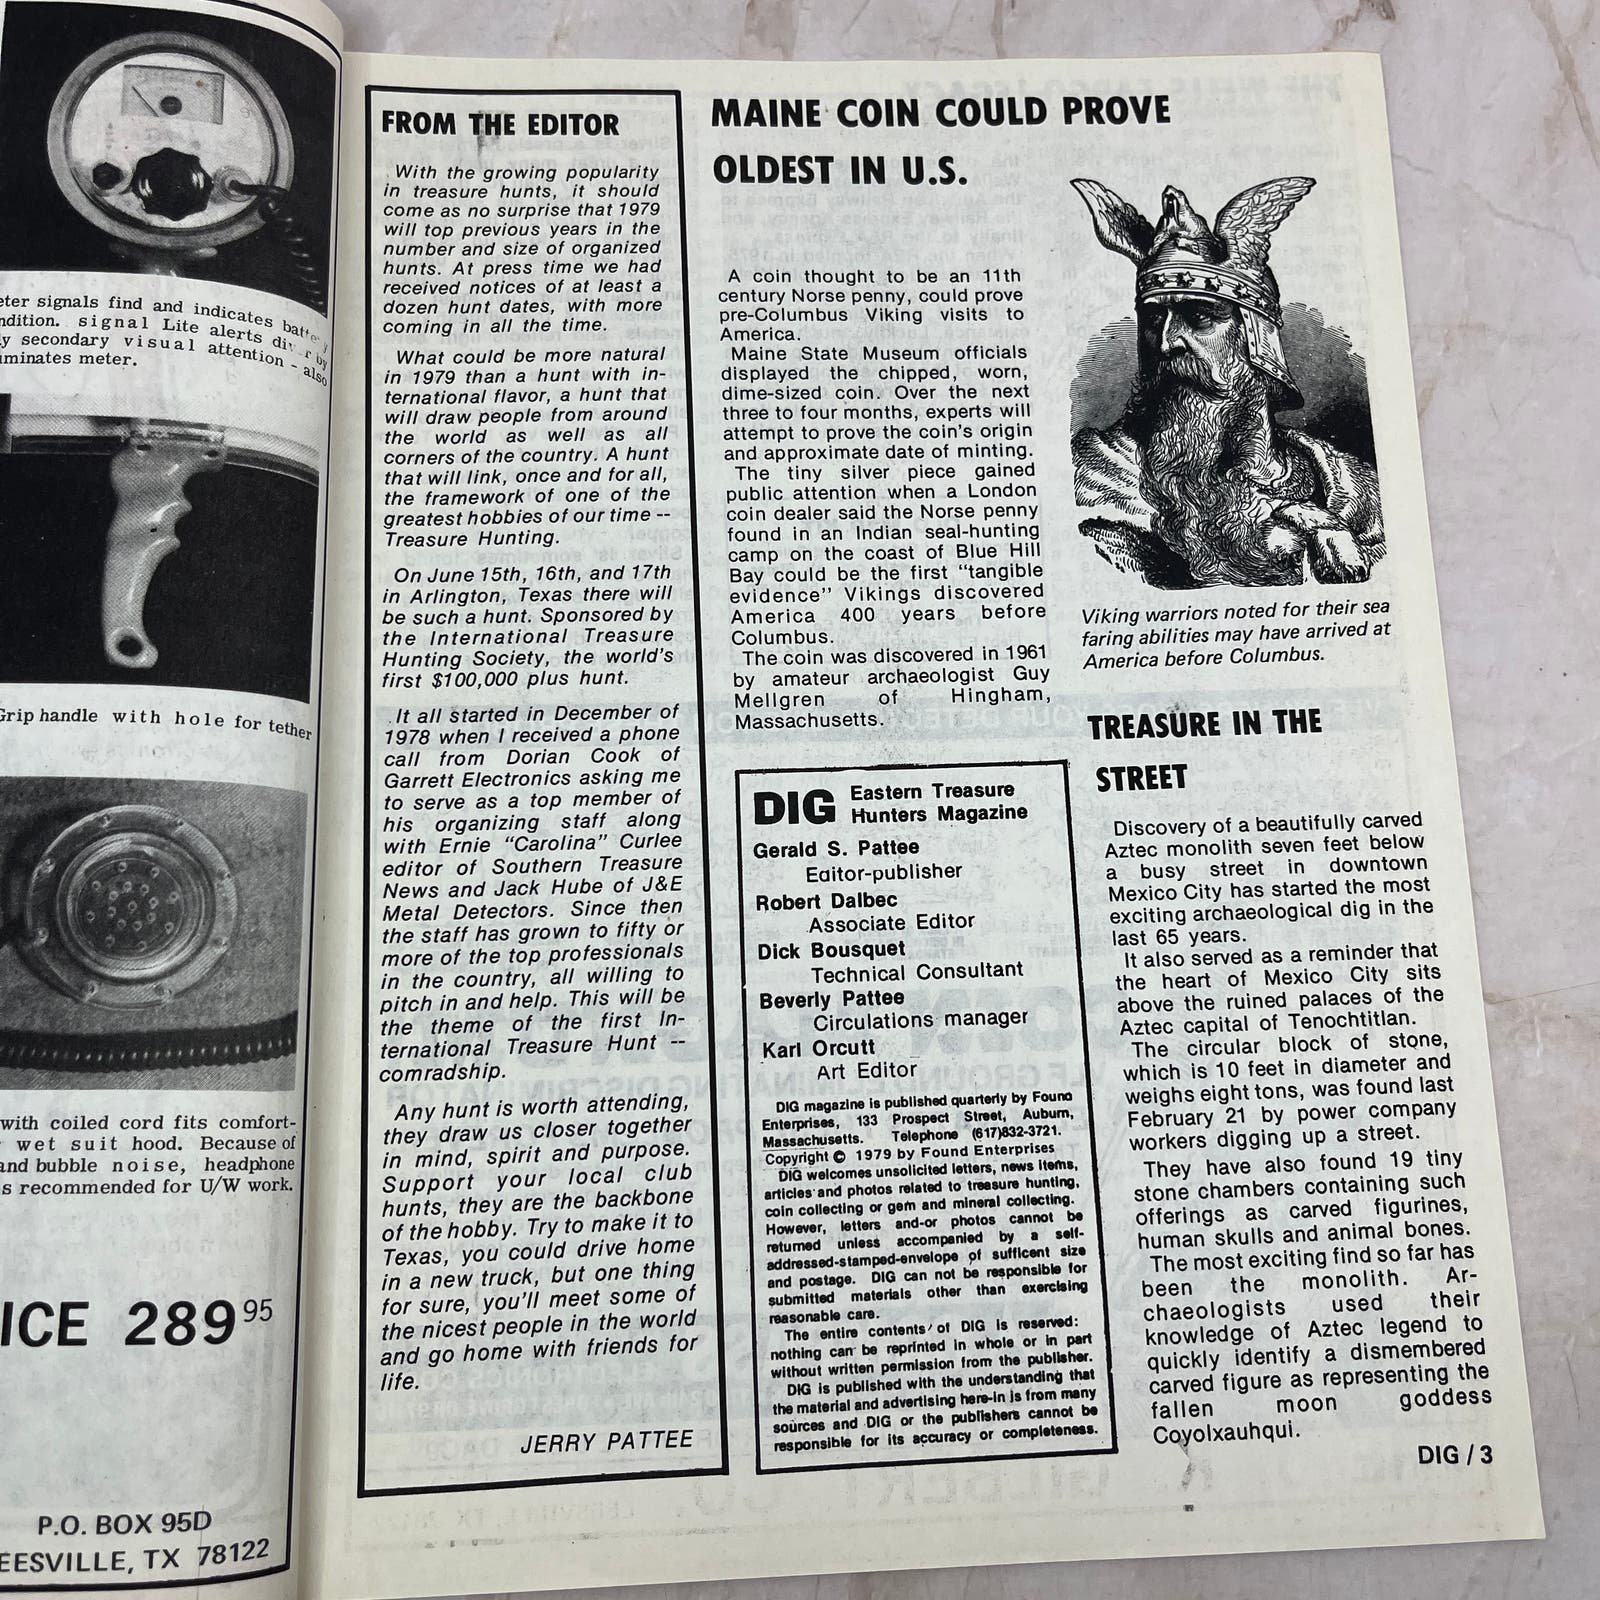 eter signals find and indicates battery
ndition. signal Lite alerts diver by
y secondary visual attention - also
uminates meter.
Grip handle with hole for tether
with coiled cord fits comfort-
wet suit hood. Because of
and bubble noise, headphone
s recommended for U/W work.
ICE 289 95
P.O. BOX 95D
EESVILLE, TX 78122
FROM THE EDITOR
With the growing popularity
in treasure hunts, it should
come as no surprise that 1979
will top previous years in the
number and size of organized
hunts. At press time we had
received notices of at least a
dozen hunt dates, with more
coming in all the time.
What could be more natural
in 1979 than a hunt with in-
ternational flavor, a hunt that
will draw people from around
the world as well as all
corners of the country. A hunt
that will link, once and for all,
the framework of one of the
greatest hobbies of our time --
Treasure Hunting.
On June 15th, 16th, and 17th
in Arlington, Texas there will
be such a hunt. Sponsored by
the International Treasure
Hunting Society, the world's
first $100,000 plus hunt.
It all started in December of
1978 when I received a phone
call from Dorian Cook of
Garrett Electronics asking me
to serve as a top member of
his organizing staff along
with Ernie "Carolina" Curlee
editor of Southern Treasure
News and Jack Hube of J&E
Metal Detectors. Since then
the staff has grown to fifty or
more of the top professionals
in the country, all willing to
pitch in and help. This will be
the theme of the first In-
ternational Treasure Hunt --
comradship.
Any hunt is worth attending,
they draw us closer together
in mind, spirit and purpose.
Support your local club
hunts, they are the backbone
of the hobby. Try to make it to
Texas, you could drive home
in a new truck, but one thing
for sure, you'll meet some of
the nicest people in the world
and go home with friends for
life.
JERRY PATTEE
MAINE COIN COULD PROVE
OLDEST IN U.S.
A coin thought to be an 11th
century Norse penny, could prove
pre-Columbus Viking visits to
America.
Maine State Museum officials
displayed the chipped, worn,
dime-sized coin. Over the next
three to four months, experts will
attempt to prove the coin's origin
and approximate date of minting.
The tiny silver piece gained
public attention when a London
coin dealer said the Norse penny
found in an Indian seal-hunting
camp on the coast of Blue Hill
Bay could be the first "tangible
evidence" Vikings discovered
America 400 years before
Columbus.
The coin was discovered in 1961
by amateur archaeologist Guy
Mellgren of Hingham,
Massachusetts.
Viking warriors noted for their sea
faring abilities may have arrived at
America before Columbus.
DIG Eastern Treasure
Hunters Magazine
Gerald S. Pattee
Editor-publisher
Robert Dalbec
Associate Editor
Dick Bousquet
Technical Consultant
Beverly Pattee
Circulations manager
Karl Orcutt
Art Editor
DIG magazine is published quarterly by Found
Enterprises, 133 Prospect Street, Auburn,
Massachusetts. Telephone (617)832-3721.
Copyright © 1979 by Found Enterprises
DIG welcomes unsolicited letters, news items,
articles and photos related to treasure hunting,
coin collecting or gem and mineral collecting.
However, letters and-or photos cannot be
returned unless accompanied by a self-
addressed-stamped-envelope of sufficent size
and postage. DIG can not be responsible for
submitted materials other than exercising
reasonable care.
The entire contents of DIG is reserved:
nothing can be reprinted in whole or in part
without written permission from the publisher.
DIG is published with the understanding that
the material and advertising here-in is from many
sources and DIG or the publishers cannot be
responsible for its accuracy or completeness.
TREASURE IN THE
STREET
Discovery of a beautifully carved
Aztec monolith seven feet below
a busy street in downtown
Mexico City has started the most
exciting archaeological dig in the
last 65 years.
It also served as a reminder that
the heart of Mexico City sits
above the ruined palaces of the
Aztec capital of Tenochtitlan.
The circular block of stone,
which is 10 feet in diameter and
weighs eight tons, was found last
February 21 by power company
workers digging up a street.
They have also found 19 tiny
stone chambers containing such
offerings as carved figurines,
human skulls and animal bones.
The most exciting find so far has
been the monolith. Ar-
chaeologists used their
knowledge of Aztec legend to
quickly identify a dismembered
carved figure as representing the
fallen moon goddess
Coyolxauhqui.
DIG / 3